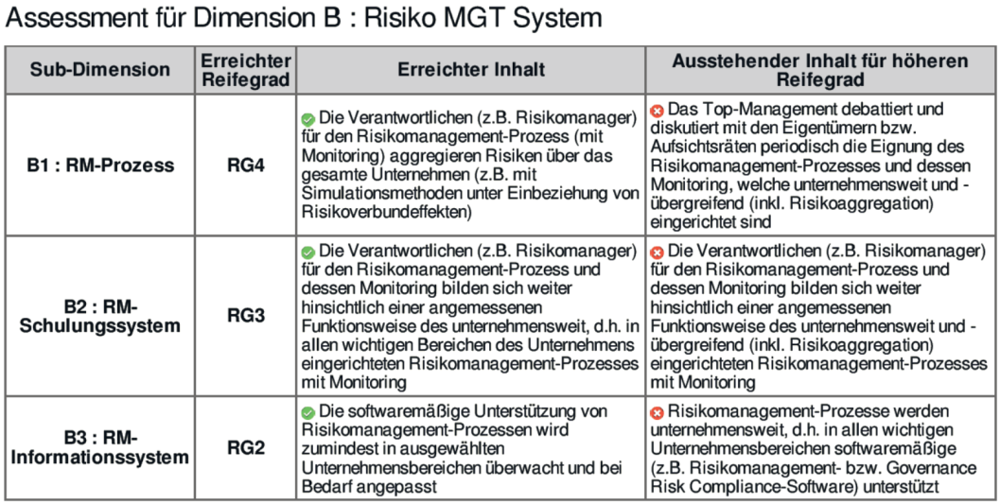 Assessment für Dimension B : Risiko MGT System
Sub-Dimension
Erreichter
Reifegrad
Erreichter Inhalt
Ausstehender Inhalt für höheren
Reifegrad
B1 : RM-Prozess
RG4
Die Verantwortlichen (z.B. Risikomanager)
für den Risikomanagement-Prozess (mit
Monitoring) aggregieren Risiken über das
gesamte Unternehmen (z.B. mit
Simulationsmethoden unter Einbeziehung von
Risikoverbundeffekten)
Das Top-Management debattiert und
diskutiert mit den Eigentümern bzw.
Aufsichtsräten periodisch die Eignung des
Risikomanagement-Prozesses und dessen
Monitoring, welche unternehmensweit und -
übergreifend (inkl. Risikoaggregation)
eingerichtet sind
B2 : RM-
Schulungssystem
RG3
Die Verantwortlichen (z.B. Risikomanager)
für den Risikomanagement-Prozess und
dessen Monitoring bilden sich weiter
hinsichtlich einer angemessenen
Funktionsweise des unternehmensweit, d.h. in
allen wichtigen Bereichen des Unternehmens
eingerichteten Risikomanagement-Prozesses
mit Monitoring
Die Verantwortlichen (z.B. Risikomanager)
für den Risikomanagement-Prozess und
dessen Monitoring bilden sich weiter
hinsichtlich einer angemessenen
Funktionsweise des unternehmensweit und -
übergreifend (inkl. Risikoaggregation)
eingerichteten Risikomanagement-Prozesses
mit Monitoring
B3 : RM-
Informationssystem
RG2
Die softwaremäßige Unterstützung von
Risikomanagement-Prozessen wird
zumindest in ausgewählten
Unternehmensbereichen überwacht und bei
Bedarf angepasst
Risikomanagement-Prozesse werden
unternehmensweit, d.h. in allen wichtigen
Unternehmensbereichen softwaremäßige
(z.B. Risikomanagement- bzw. Governance
Risk Compliance-Software) unterstützt